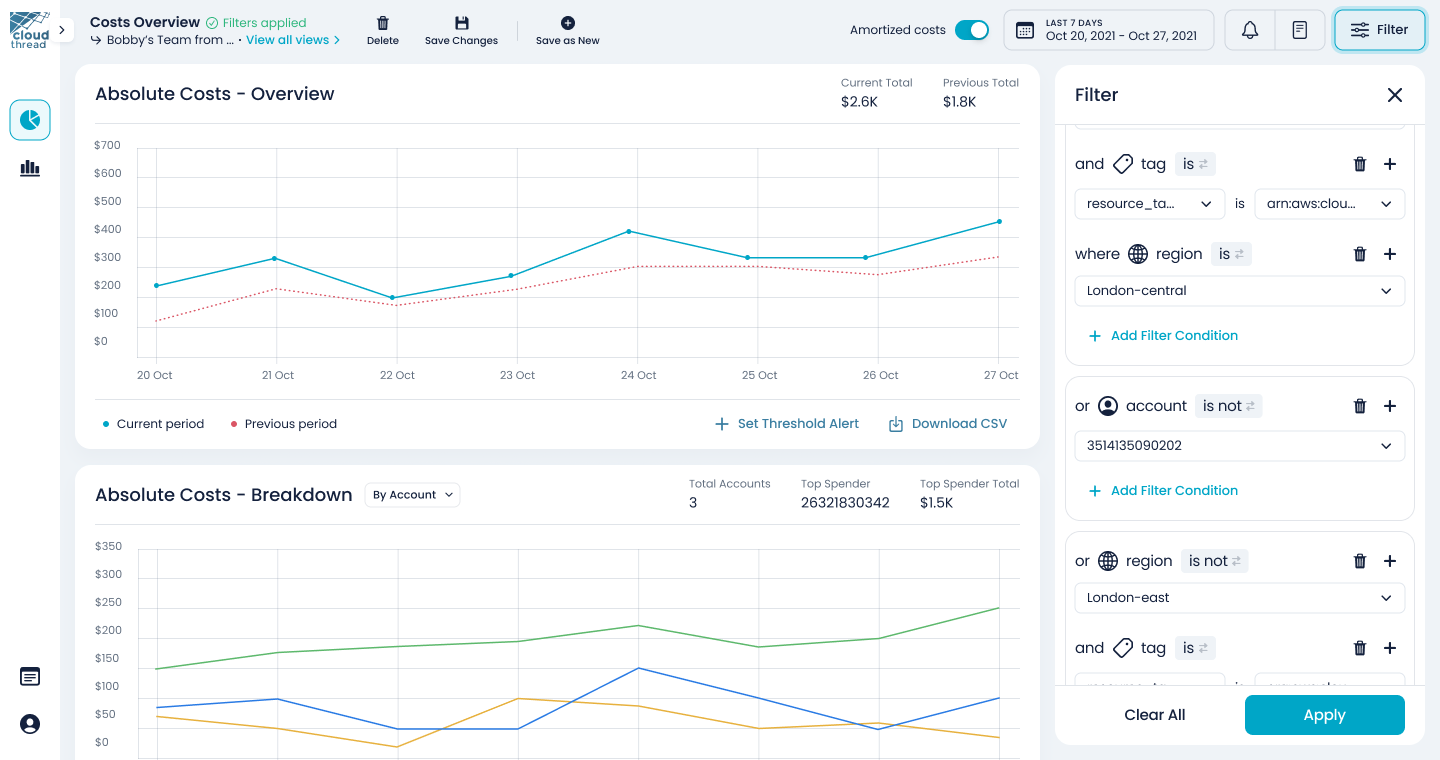 cloud
thread
Costs Overview Filters applied
Bobby's Team from ... • View all views
Delete
Save Changes
Save as New
Amortized costs
LAST 7 DAYS
Oct 20, 2021 - Oct 27, 2021
Filter
Absolute Costs - Overview
Current Total
$2.6K
Previous Total
$1.8K
$700
$600
$500
$400
$300
$200
$100
$0
20 Oct
21 Oct
22 Oct
23 Oct
24 Oct
25 Oct
26 Oct
27 Oct
Current period
Previous period
Set Threshold Alert
Download CSV
Absolute Costs - Breakdown
By Account
Total Accounts
3
Top Spender
26321830342
Top Spender Total
$1.5K
$350
$300
$250
$200
$150
$100
$50
$0
Filter
and tag is
resource_ta... is arn:aws:clou...
where region is
London-central
Add Filter Condition
or account is not
3514135090202
Add Filter Condition
or region is not
London-east
and tag is
Clear All
Apply